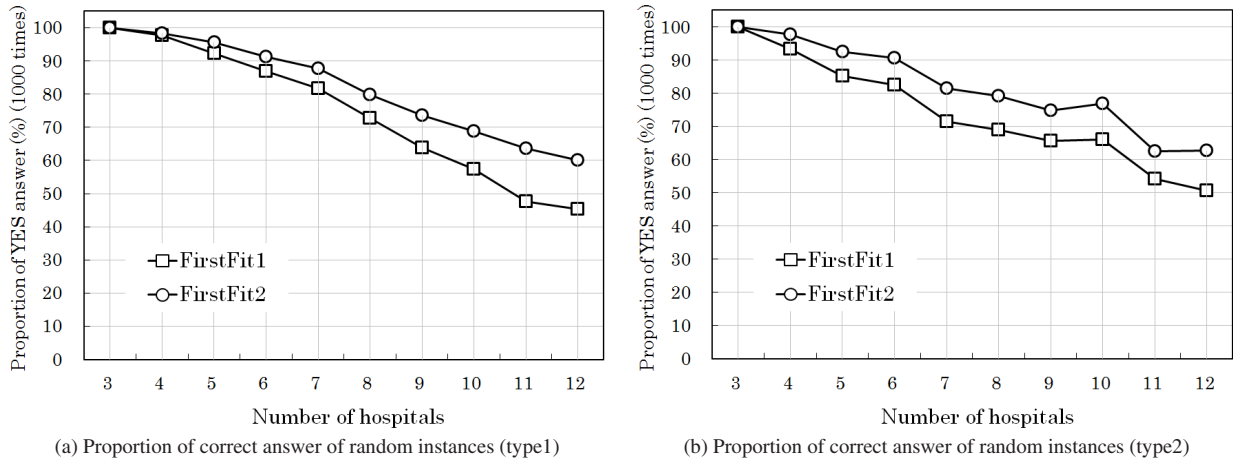 Proportion of YES answer (%) (1000 times)
100
90
80
70
60
50
40
30
20
10
0
FirstFit1
FirstFit2
3 4 5 6 7 8 9 10 11 12
Number of hospitals
(a) Proportion of correct answer of random instances (type1)
Proportion of YES answer (%) (1000 times)
100
90
80
70
60
50
40
30
20
10
0
FirstFit1
FirstFit2
3 4 5 6 7 8 9 10 11 12
Number of hospitals
(b) Proportion of correct answer of random instances (type2)